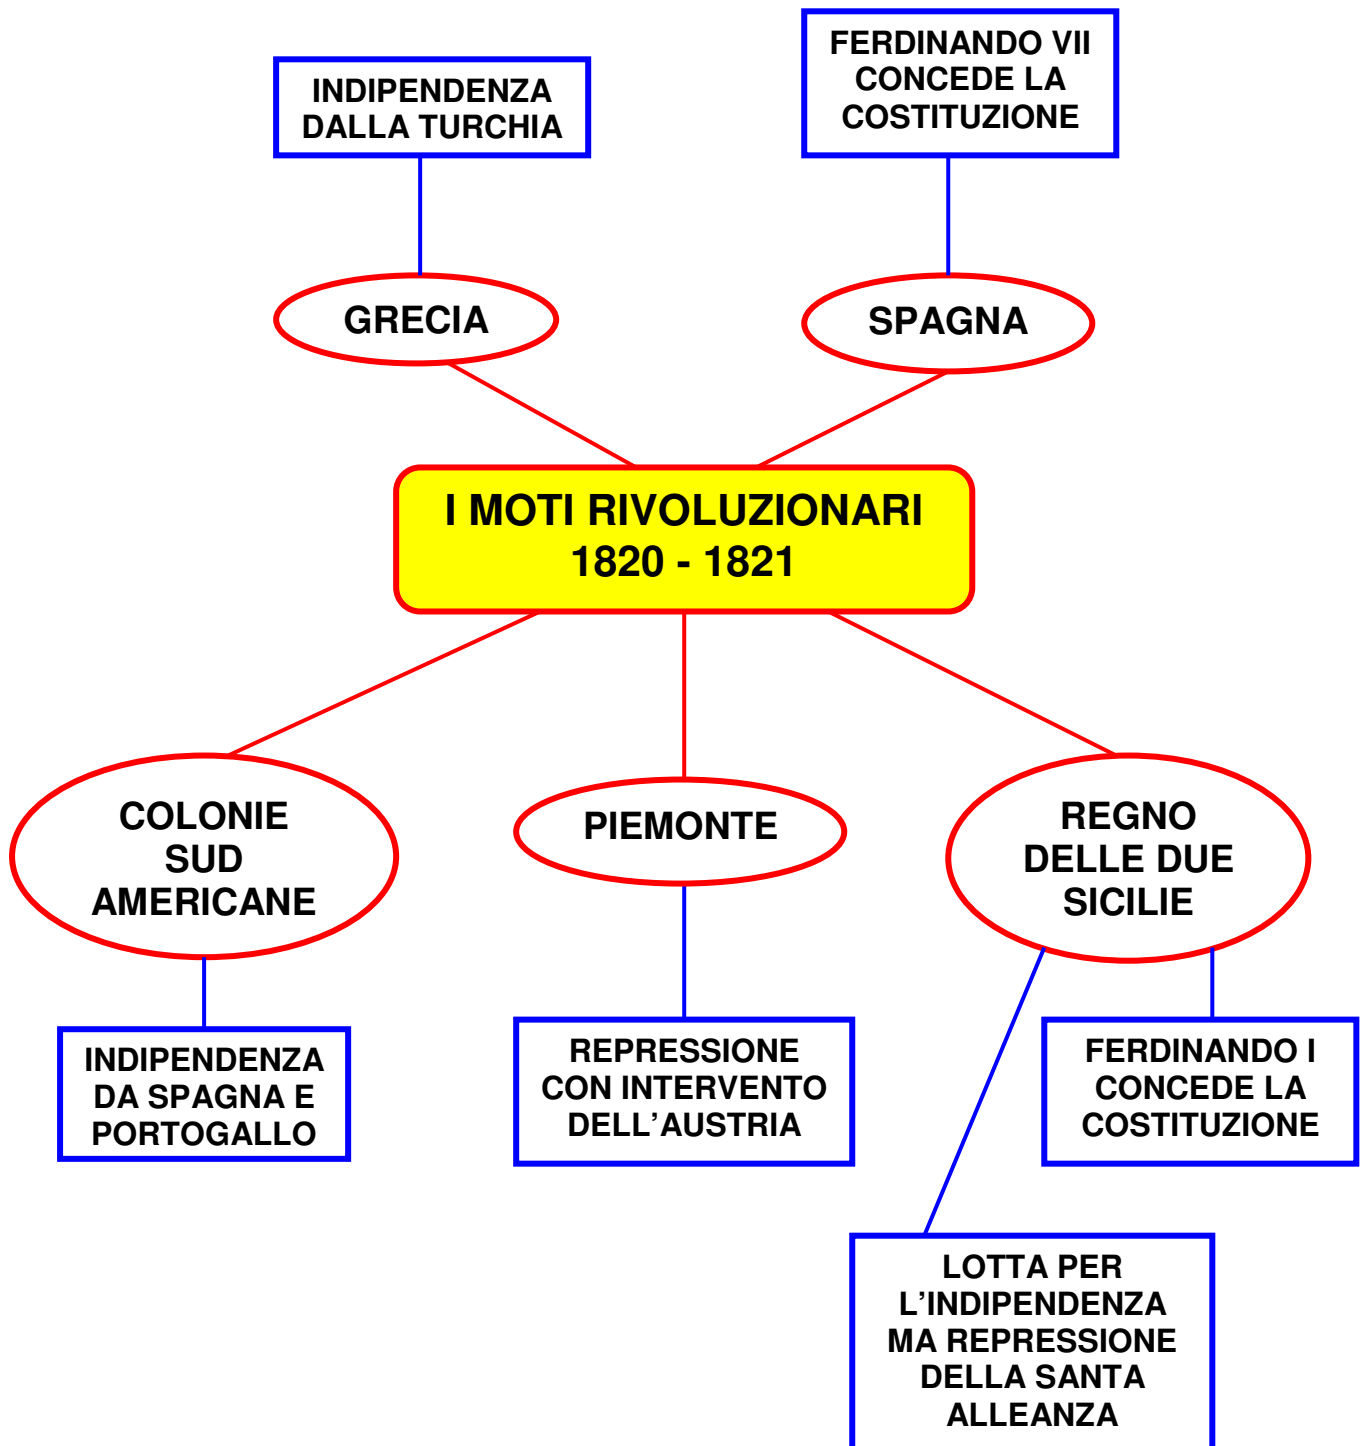 INDIPENDENZA
DALLA TURCHIA
FERDINANDO VII
CONCEDE LA
COSTITUZIONE
GRECIA
SPAGNA
I MOTI RIVOLUZIONARI
1820 - 1821
COLONIE
SUD
AMERICANE
PIEMONTE
REGNO
DELLE DUE
SICILIE
INDIPENDENZA
DA SPAGNA E
PORTOGALLO
REPRESSIONE
CON INTERVENTO
DELL'AUSTRIA
FERDINANDO I
CONCEDE LA
COSTITUZIONE
LOTTA PER
L'INDIPENDENZA
MA REPRESSIONE
DELLA SANTA
ALLEANZA